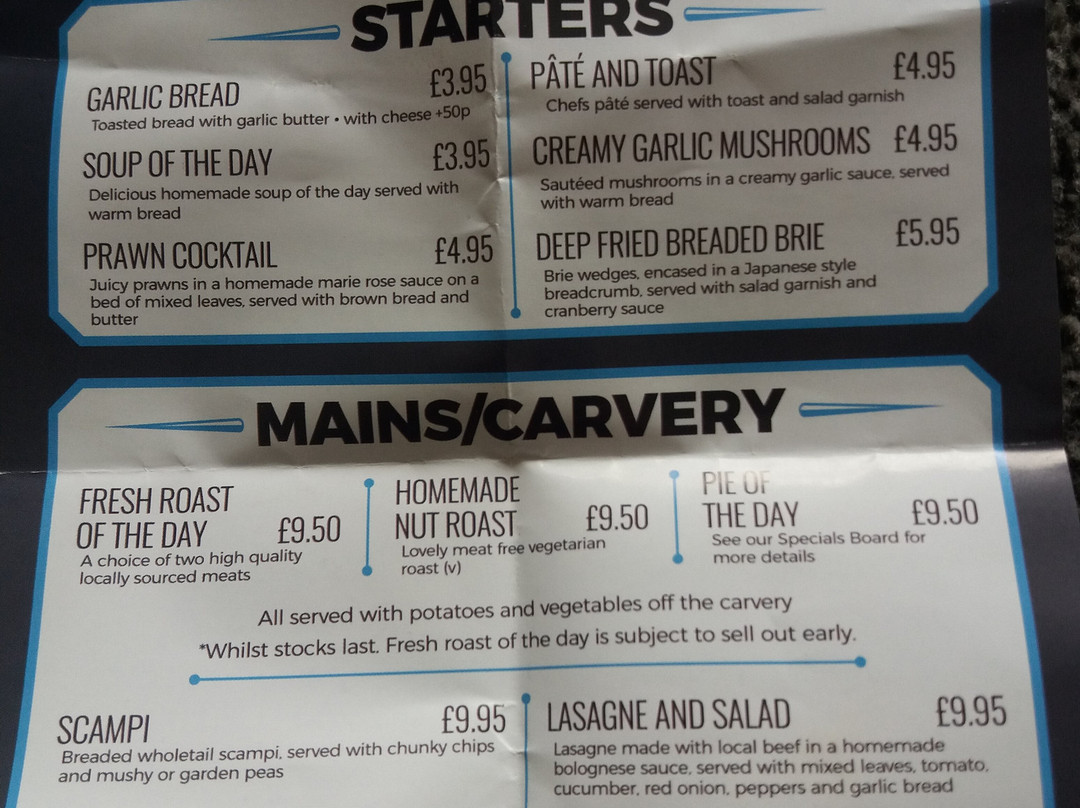 STARTERS
GARLIC BREAD £3.95
Toasted bread with garlic butter • with cheese +50p
SOUP OF THE DAY £3.95
Delicious homemade soup of the day served with
warm bread
PRAWN COCKTAIL £4.95
Juicy prawns in a homemade marie rose sauce on a
bed of mixed leaves, served with brown bread and
butter
PÂTÉ AND TOAST £4.95
Chefs pâté served with toast and salad garnish
CREAMY GARLIC MUSHROOMS £4.95
Sautéed mushrooms in a creamy garlic sauce, served
with warm bread
DEEP FRIED BREADED BRIE £5.95
Brie wedges, encased in a Japanese style
breadcrumb, served with salad garnish and
cranberry sauce
MAINS/CARVERY
FRESH ROAST
OF THE DAY £9.50
A choice of two high quality
locally sourced meats
HOMEMADE
NUT ROAST £9.50
Lovely meat free vegetarian
roast (v)
PIE OF
THE DAY £9.50
See our Specials Board for
more details
All served with potatoes and vegetables off the carvery
*Whilst stocks last. Fresh roast of the day is subject to sell out early.
SCAMPI £9.95
Breaded wholetail scampi, served with chunky chips
and mushy or garden peas
LASAGNE AND SALAD £9.95
Lasagne made with local beef in a homemade
bolognese sauce, served with mixed leaves, tomato,
cucumber, red onion, peppers and garlic bread